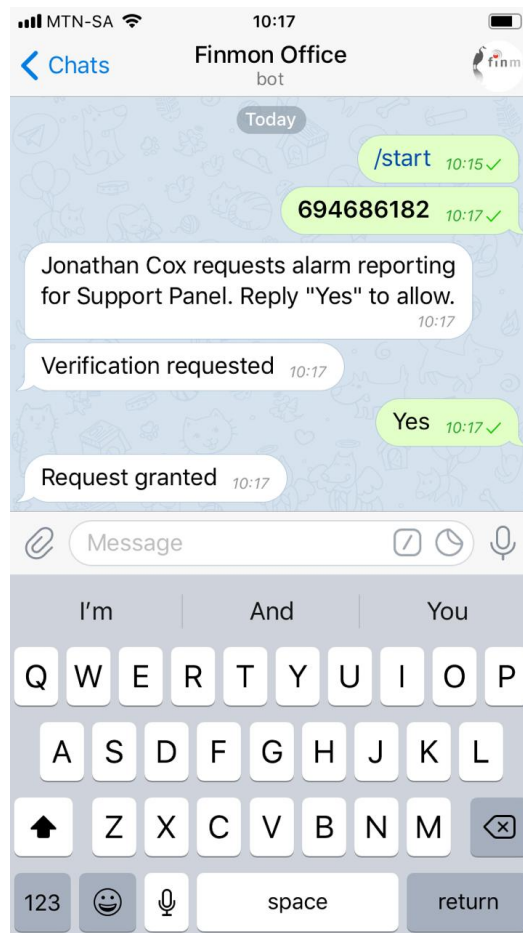 MTN-SA 10:17
Chats
Finmon Office
bot
finm
Today
/start 10:15
694686182 10:17
Jonathan Cox requests alarm reporting
for Support Panel. Reply "Yes" to allow.
10:17
Verification requested 10:17
Yes 10:17
Request granted 10:17
Message
I'm And You
Q W E R T Y U I O P
A S D F G H J K L
Z X C V B N M
123 space return